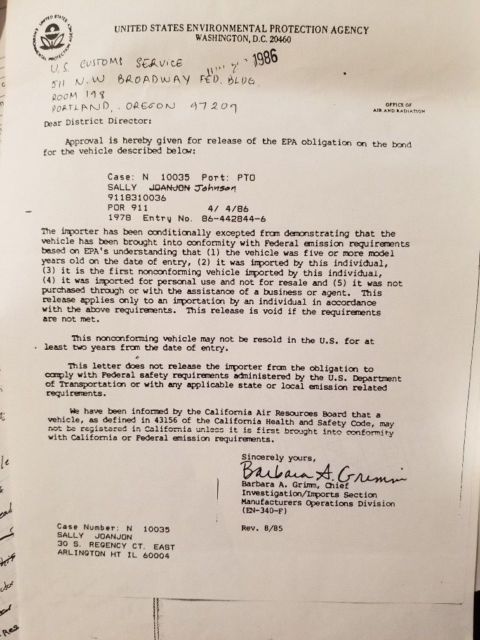 UNITED STATES ENVIRONMENTAL PROTECTION AGENCY
WASHINGTON, D.C. 20460
1986
U.S. CUSTOMS SERVICE
511 N.W BROADWAY FED. BLDG.
ROOM 198
PORTLAND, OREGON 97209
OFFICE OF
AIR AND RADIATION
Dear District Director:
Approval is hereby given for release of the EPA obligation on the bond
for the vehicle described below:
Case: N 10035 Port: PTO
SALLY JOANJON Johnson
9118310036
POR 911 4/ 4/86
1978 Entry No. 86-442844-6
The importer has been conditionally excepted from demonstrating that the
vehicle has been brought into conformity with Federal emission requirements
based on EPA's understanding that (1) the vehicle was five or more model
years old on the date of entry, (2) it was imported by this individual,
(3) it is the first nonconforming vehicle imported by this individual,
(4) it was imported for personal use and not for resale and (5) it was not
purchased through or with the assistance of a business or agent. This
release applies only to an importation by an individual in accordance
with the above requirements. This release is void if the requirements
are not met.
This nonconforming vehicle may not be resold in the U.S. for at
least two years from the date of entry.
This letter does not release the importer from the obligation to
comply with Federal safety requirements administered by the U.S. Department
of Transportation or with any applicable state or local emission related
requirements.
We have been informed by the California Air Resources Board that a
vehicle, as defined in 43156 of the California Health and Safety Code, may
not be registered in California unless it is first brought into conformity
with California or Federal emission requirements.
Sincerely yours,
Barbara A. Grimm
Barbara A. Grimm, Chief
Investigation/Imports Section
Manufacturers Operations Division
(EN-340-F)
Rev. 8/85
Case Number: N 10035
SALLY JOANJON
30 S. REGENCY CT. EAST
ARLINGTON HT IL 60004